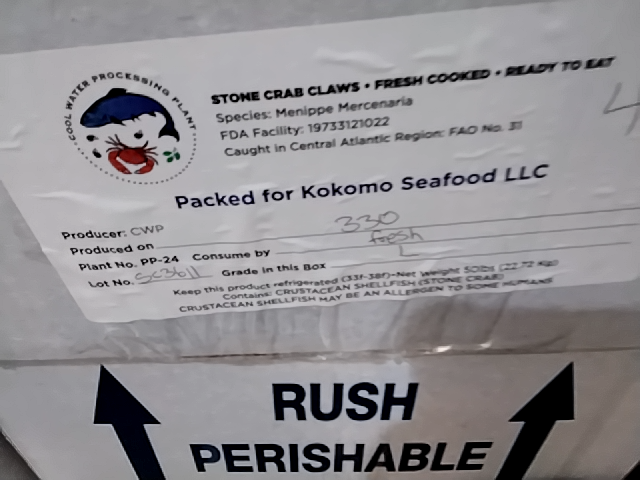 COOL WATER PROCESSING PLANT
STONE CRAB CLAWS • FRESH COOKED • READY TO EAT
Species: Menippe Mercenaria
FDA Facility: 19733121022
Caught in Central Atlantic Region: FAO No. 31
4
Packed for Kokomo Seafood LLC
Producer: CWP
Produced on 330
Plant No. PP-24 Consume by fresh
Lot No. Grade in this Box L
Keep this product refrigerated (33f-38f)-Net Weight 50lbs (22.72 Kg)
Contains: CRUSTACEAN SHELLFISH (STONE CRAB)
CRUSTACEAN SHELLFISH MAY BE AN ALLERGEN TO SOME HUMANS
RUSH
PERISHABLE